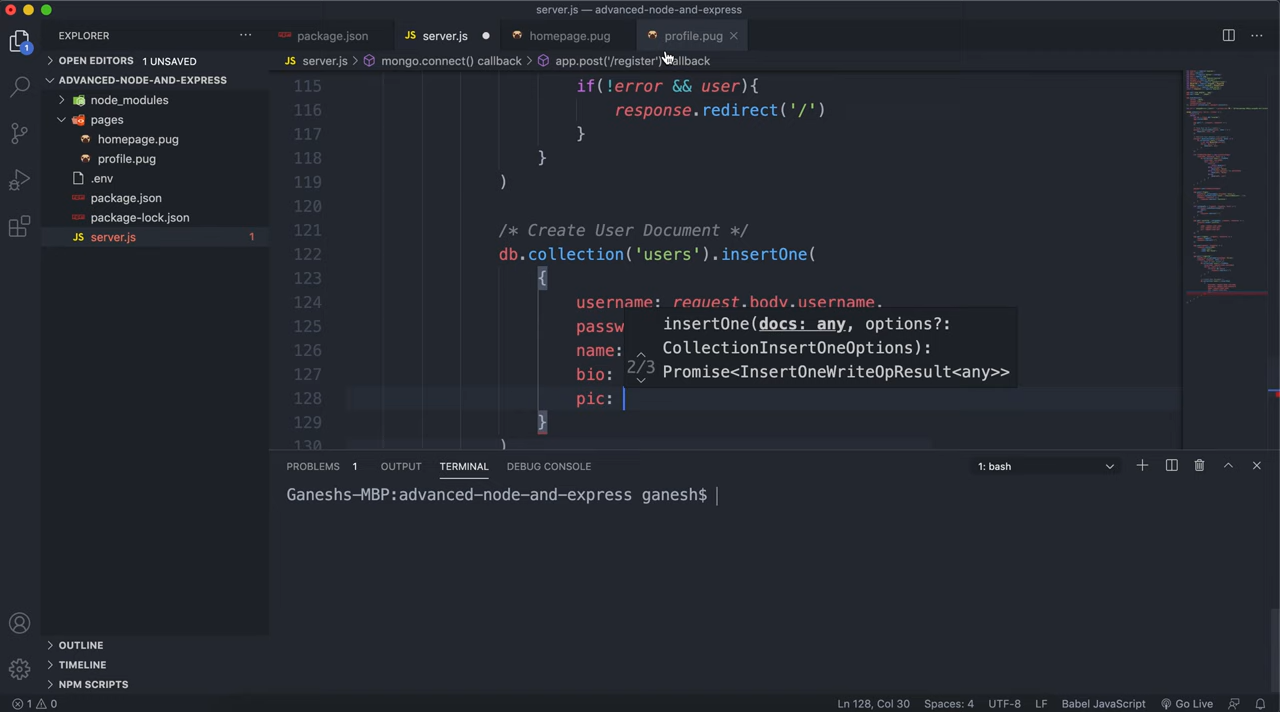 server.js — advanced-node-and-express
EXPLORER
package.json
JS server.js
homepage.pug
profile.pug
1
OPEN EDITORS 1 UNSAVED
JS server.js > mongo.connect() callback > app.post('/register') callback
ADVANCED-NODE-AND-EXPRESS
node_modules
pages
homepage.pug
profile.pug
.env
package.json
package-lock.json
JS server.js 1
115 if(!error && user){
116 response.redirect('/')
117 }
118 }
119 )
120
121 /* Create User Document */
122 db.collection('users').insertOne(
123 {
124 username: request.body.username,
125 passw
126 name:
127 bio:
128 pic:
129 }
130 )
insertOne(docs: any, options?:
CollectionInsertOneOptions):
2/3
Promise<InsertOneWriteOpResult<any>>
PROBLEMS 1 OUTPUT TERMINAL DEBUG CONSOLE 1: bash
Ganeshs-MBP:advanced-node-and-express ganesh$
OUTLINE
TIMELINE
NPM SCRIPTS
1 0 Ln 128, Col 30 Spaces: 4 UTF-8 LF Babel JavaScript Go Live